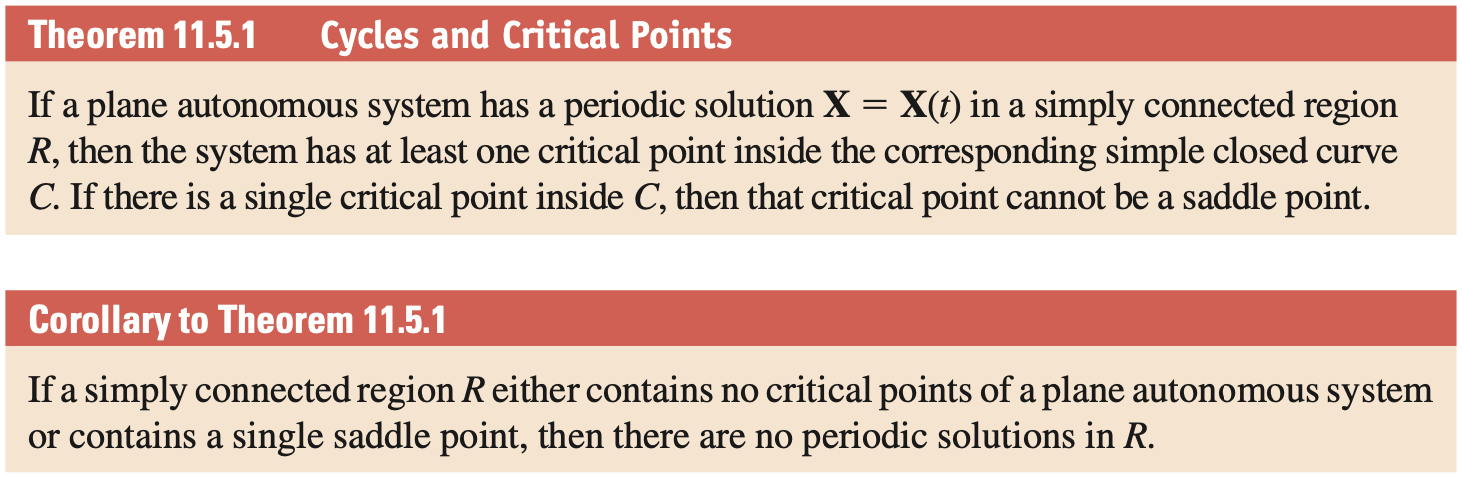 Theorem 11.5.1 Cycles and Critical Points
If a plane autonomous system has a periodic solution X = X(t) in a simply connected region
R, then the system has at least one critical point inside the corresponding simple closed curve
C. If there is a single critical point inside C, then that critical point cannot be a saddle point.
Corollary to Theorem 11.5.1
If a simply connected region R either contains no critical points of a plane autonomous system
or contains a single saddle point, then there are no periodic solutions in R.